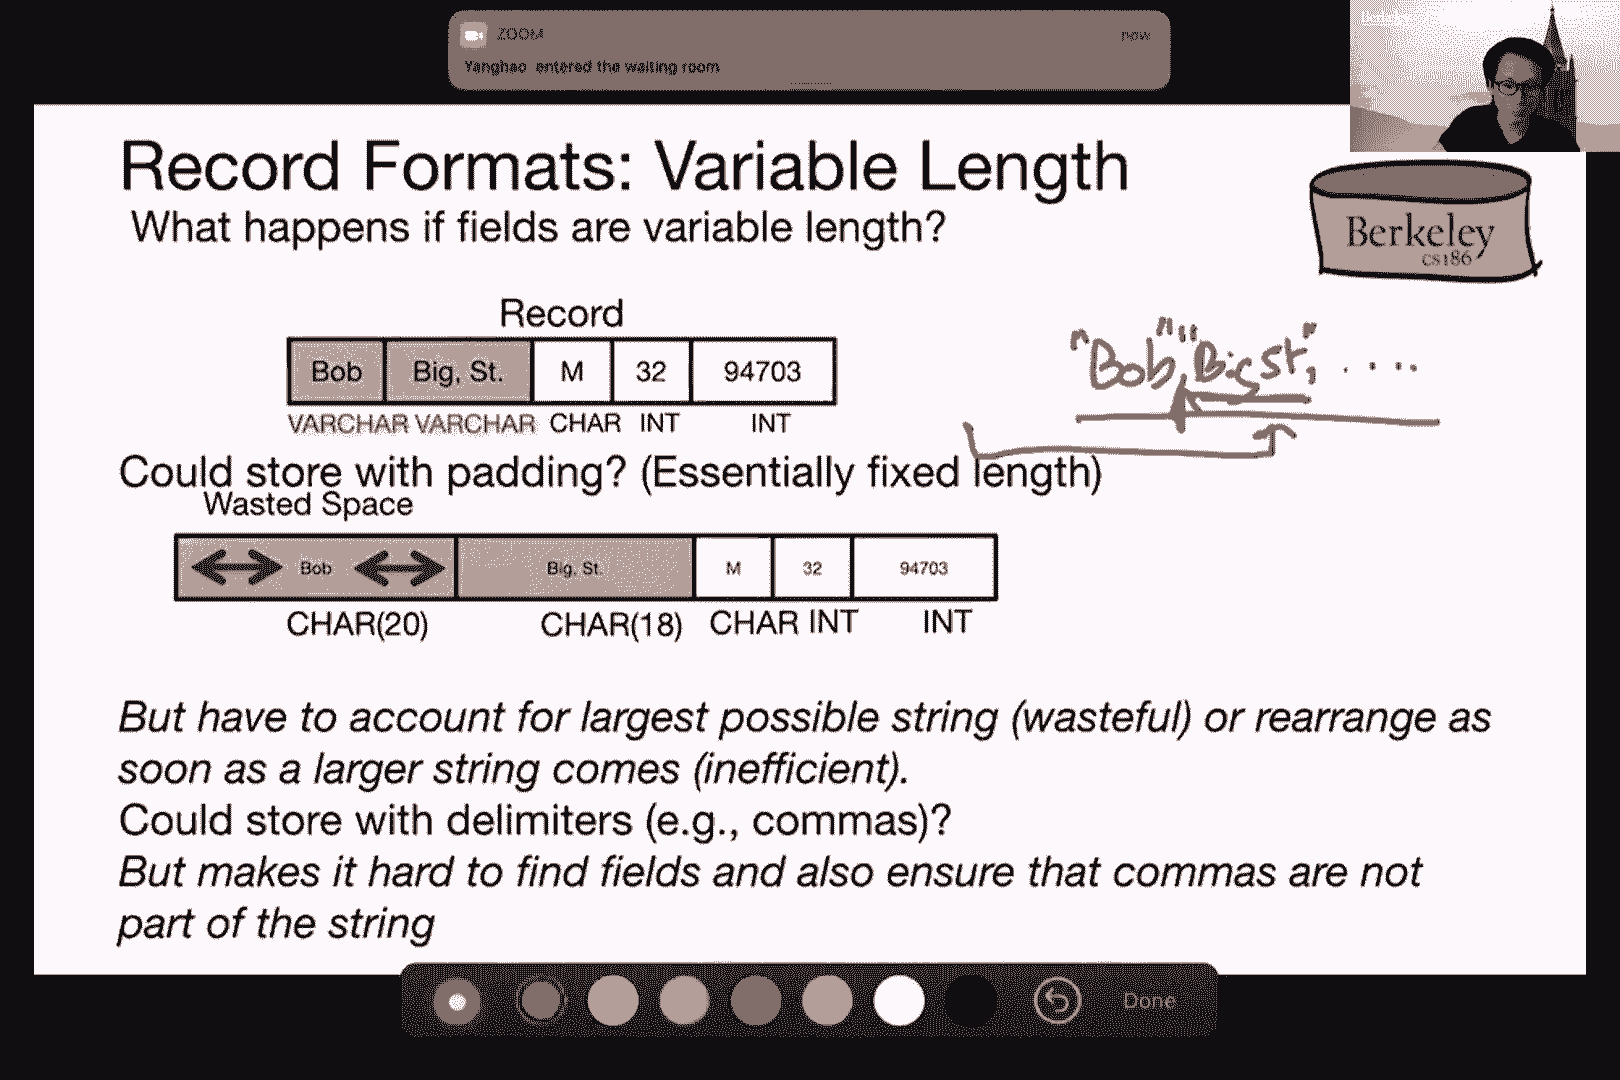 ZOOM now
Yanghao entered the waiting room
Berkeley
Record Formats: Variable Length
What happens if fields are variable length?
Berkeley
CS186
Record
Bob Big, St. M 32 94703
VARCHAR VARCHAR CHAR INT INT
"Bob," "Big St," ....
Could store with padding? (Essentially fixed length)
Wasted Space
Bob Big, St. M 32 94703
CHAR(20) CHAR(18) CHAR INT INT
But have to account for largest possible string (wasteful) or rearrange as
soon as a larger string comes (inefficient).
Could store with delimiters (e.g., commas)?
But makes it hard to find fields and also ensure that commas are not
part of the string
Done